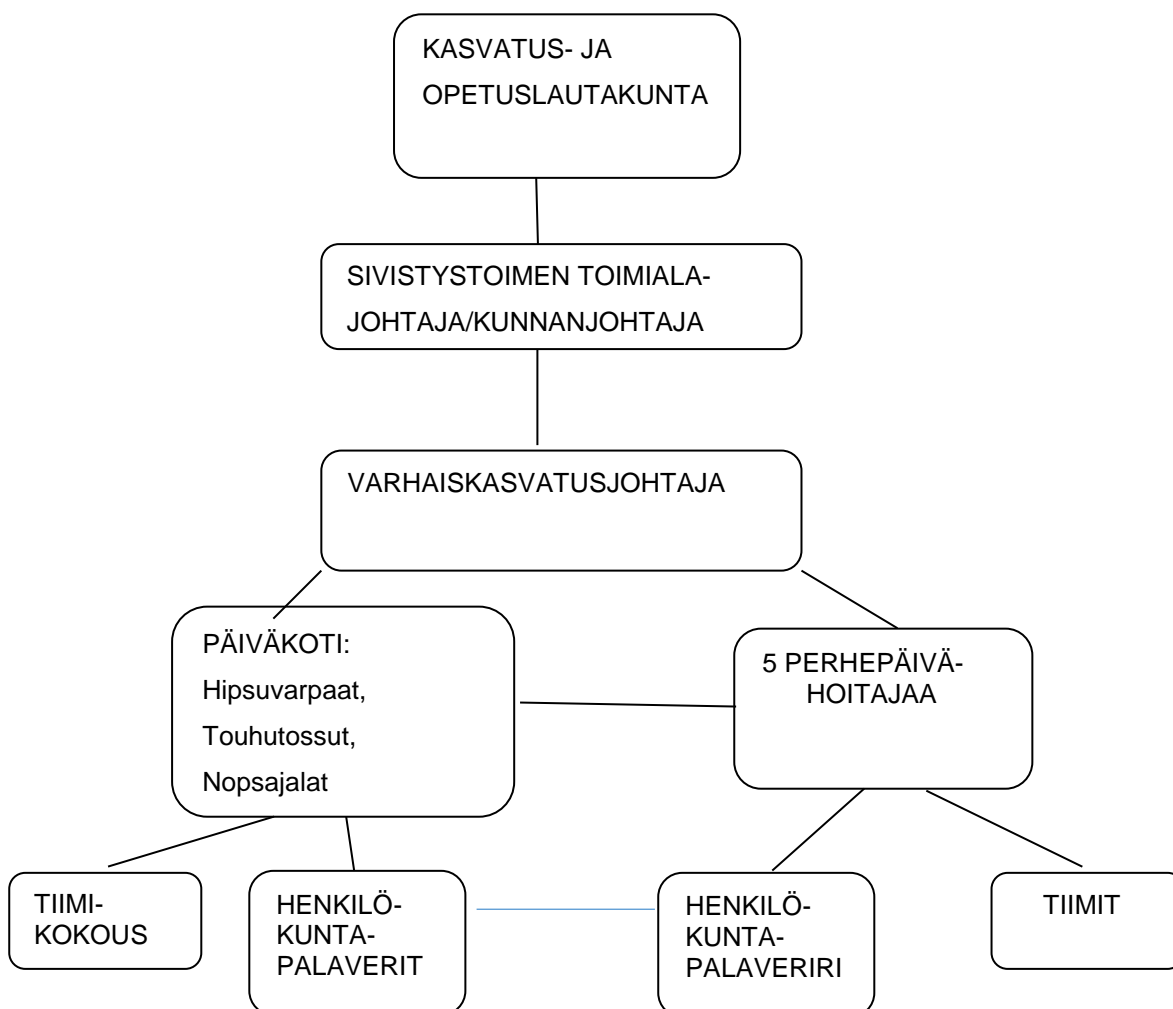 KASVATUS- JA
OPETUSLAUTAKUNTA
SIVISTYSTOIMEN TOIMIALA-
JOHTAJA/KUNNANJOHTAJA
VARHAISKASVATUSJOHTAJA
PÄIVÄKOTI:
Hipsuvarpaat,
Touhutossut,
Nopsajalat
5 PERHEPÄIVÄ-
HOITAJAA
TIIMI-
KOKOUS
HENKILÖ-
KUNTA-
PALAVERIT
HENKILÖ-
KUNTA-
PALAVERIRI
TIIMIT